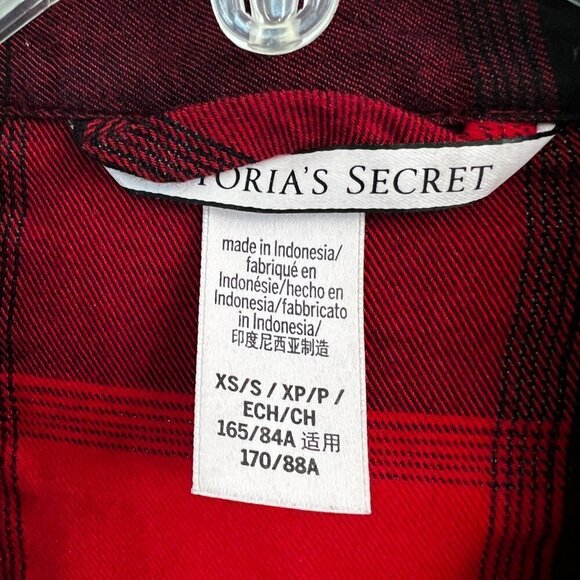 TORIA'S SECRET
made in Indonesia/
fabriqué en
Indonésie/hecho en
Indonesia/fabbricato
in Indonesia/
印度尼西亚制造
XS/S / XP/P /
ECH/CH
165/84A 适用
170/88A